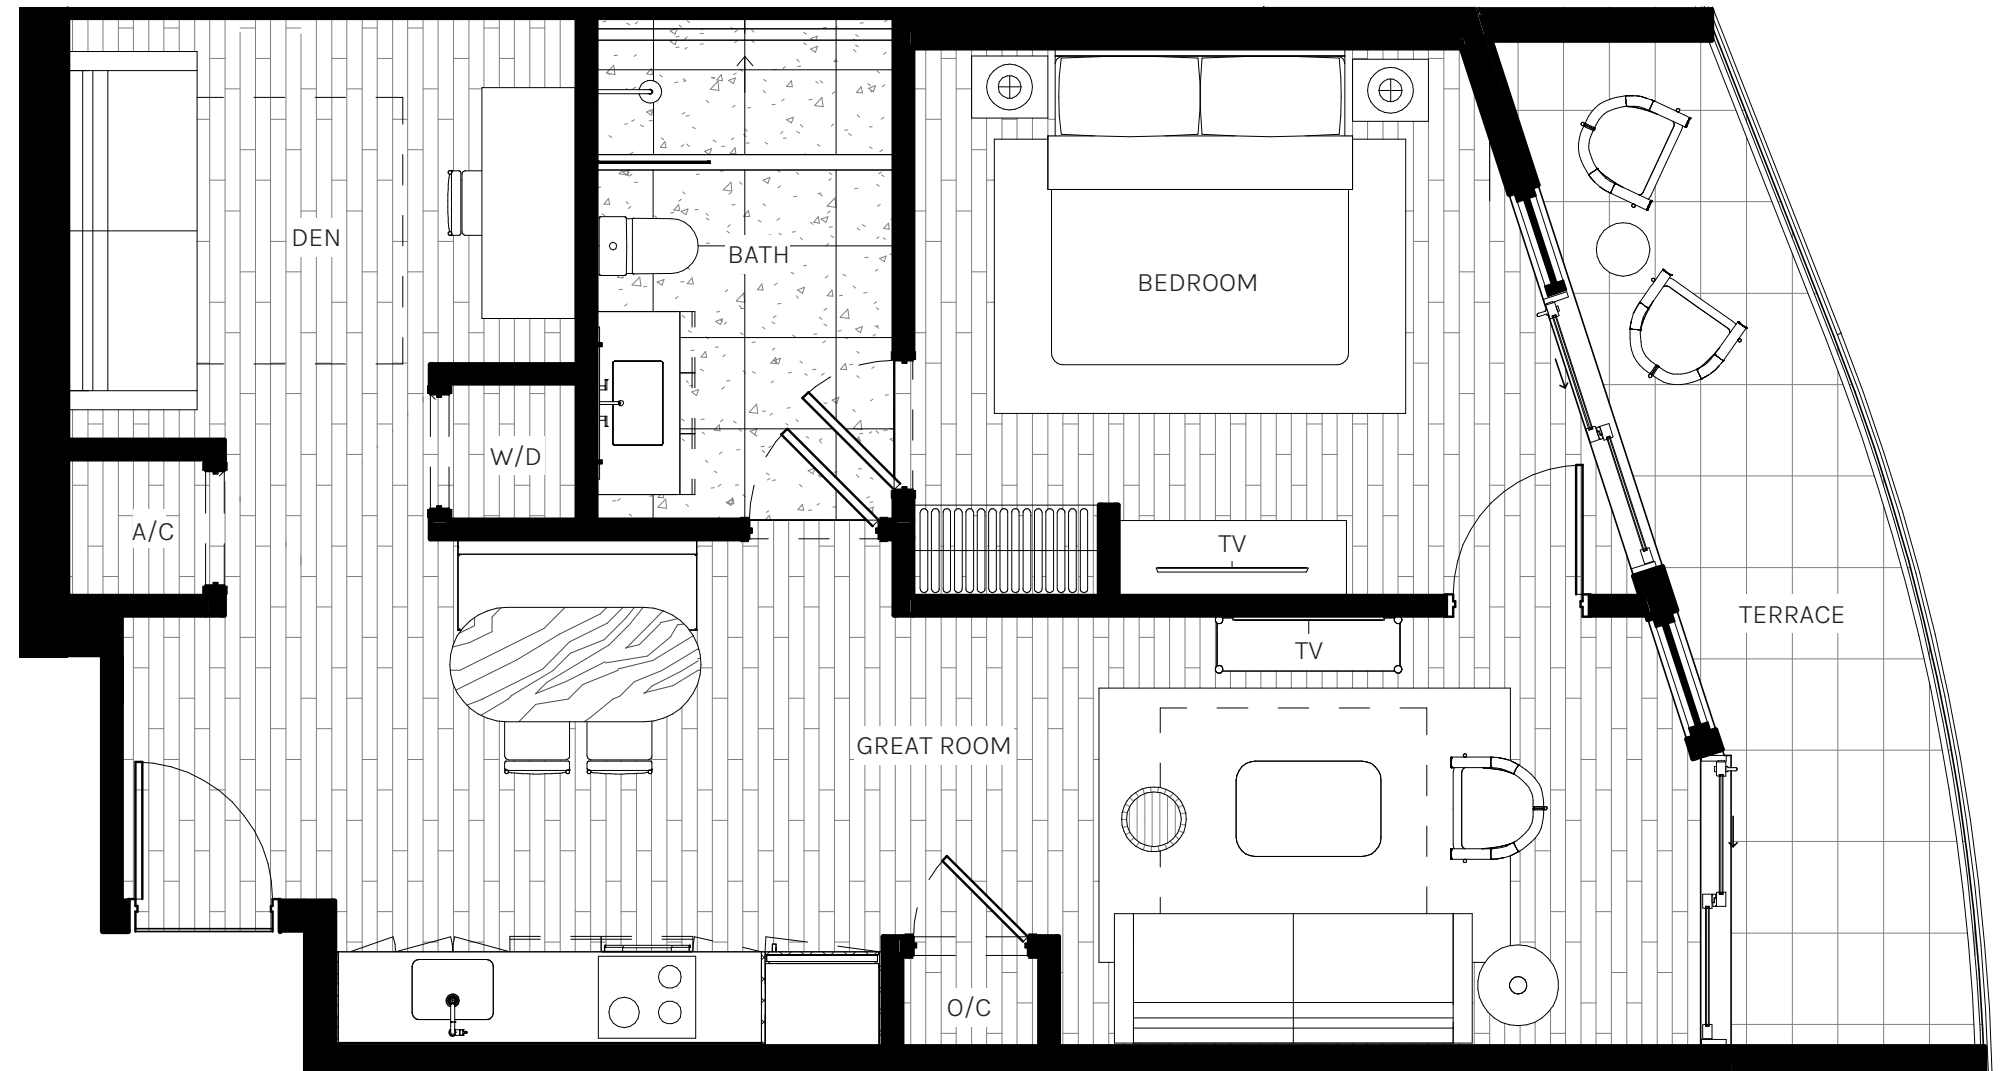 DEN
BATH
BEDROOM
W/D
A/C
TV
TERRACE
TV
GREAT ROOM
O/C